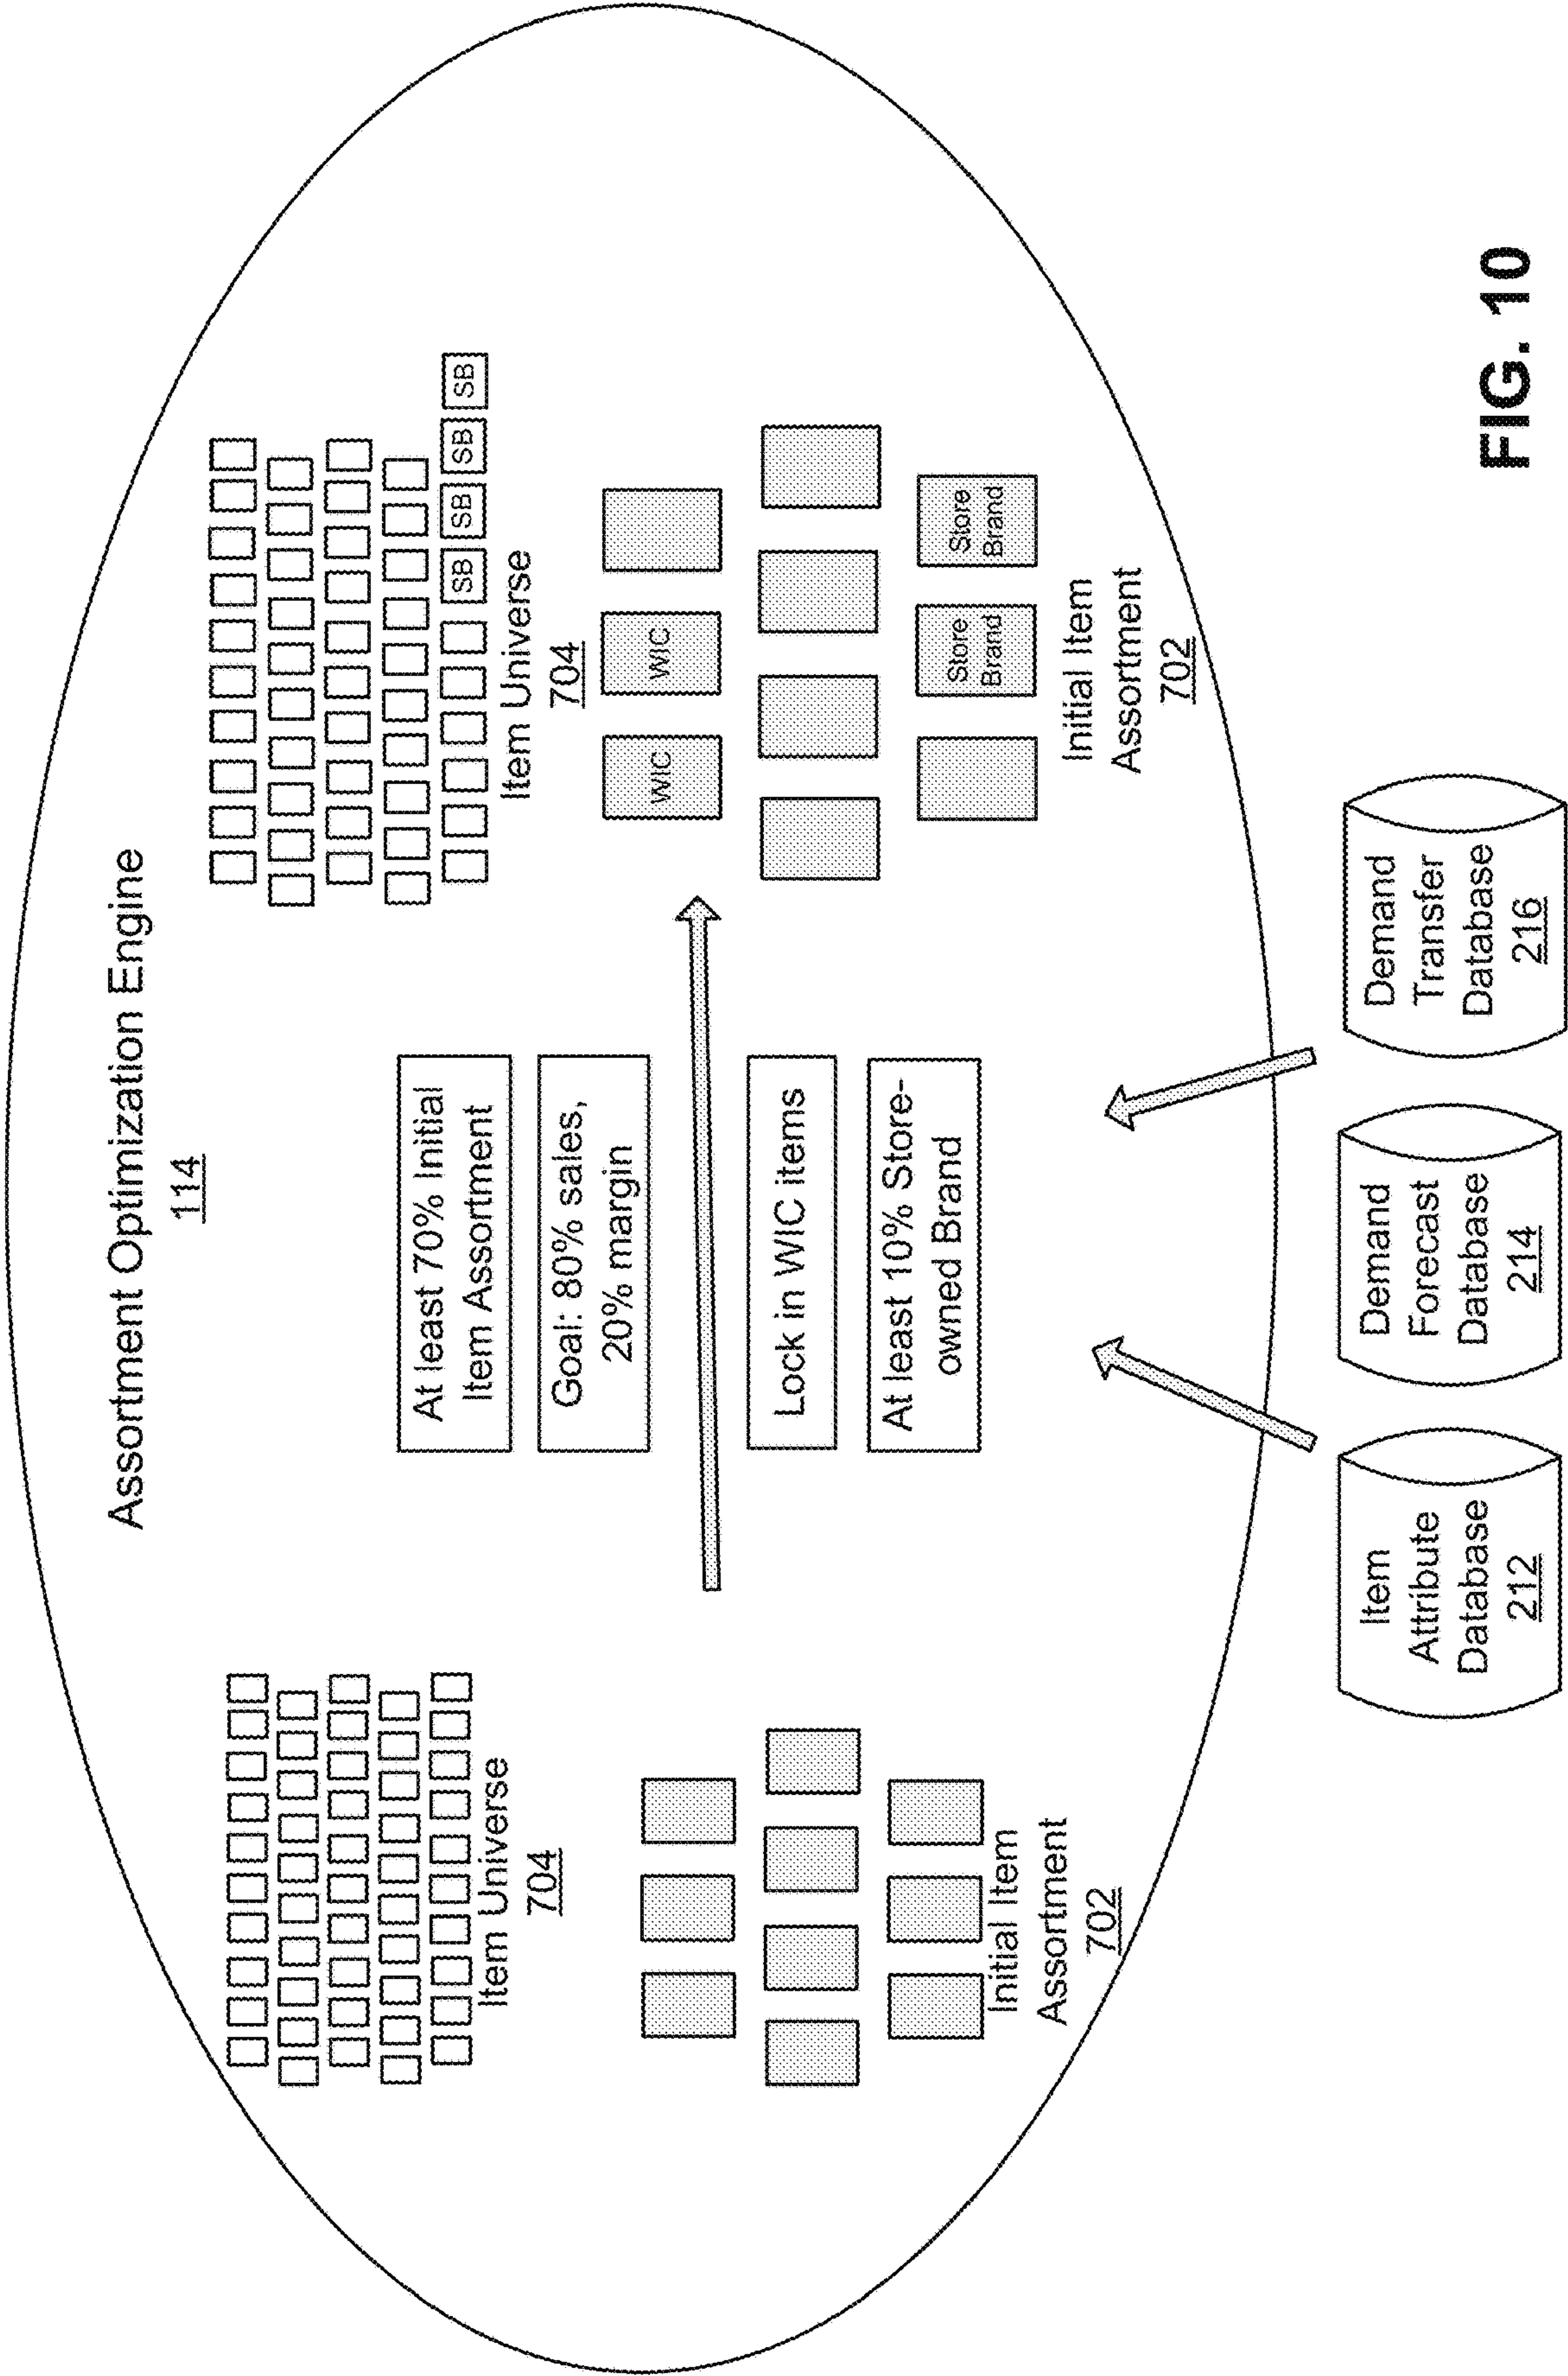 Assortment Optimization Engine
114
Item Universe
704
Initial Item
Assortment
702
At least 70% Initial
Item Assortment
Goal: 80% sales,
20% margin
Lock in WIC items
At least 10% Store-
owned Brand
SB
SB
SB
SB
Item Universe
704
WIC
WIC
Store
Brand
Store
Brand
Initial Item
Assortment
702
Item
Attribute
Database
212
Demand
Forecast
Database
214
Demand
Transfer
Database
216
FIG. 10